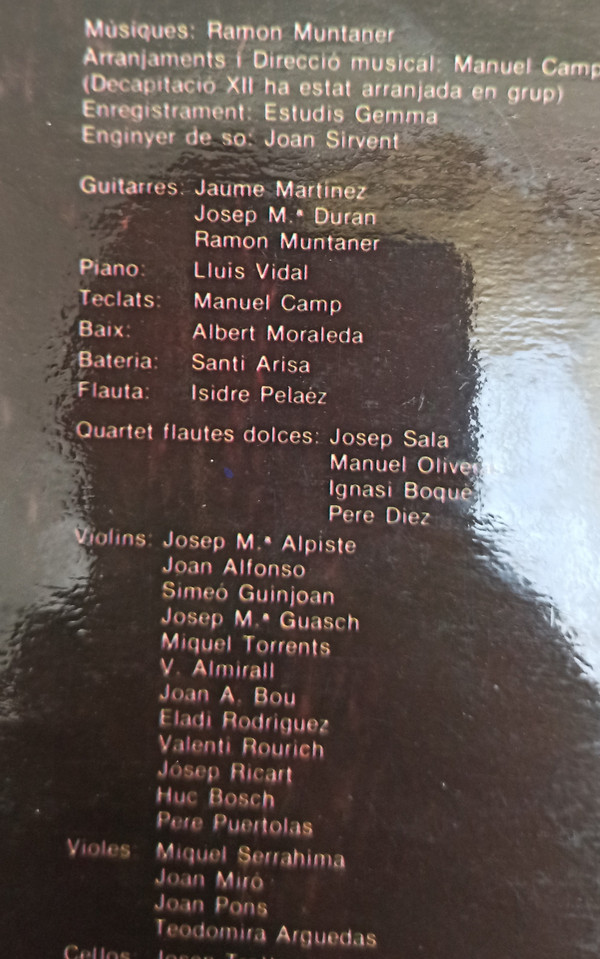 Músiques: Ramon Muntaner
Arranjaments i Direcció musical: Manuel Camp
(Decapitació XII ha estat arranjada en grup)
Enregistrament: Estudis Gemma
Enginyer de so: Joan Sirvent
Guitarres: Jaume Martínez
Josep M.ª Duran
Ramon Muntaner
Piano: Lluis Vidal
Teclats: Manuel Camp
Baix: Albert Moraleda
Bateria: Santi Arisa
Flauta: Isidre Pelaéz
Quartet flautes dolces: Josep Sala
Manuel
Ignasi Boqué
Pere Diez
Violins: Josep M.ª Alpiste
Joan Alfonso
Simeó Guinjoan
Josep M.ª Guasch
Miquel Torrents
V. Almirall
Joan A. Bou
Eladi Rodriguez
Valenti Rourich
Jósep Ricart
Huc Bosch
Pere Puertolas
Violes: Miquel Serrahima
Joan Miró
Joan Pons
Teodomira Arguedas
Cellos: Josep